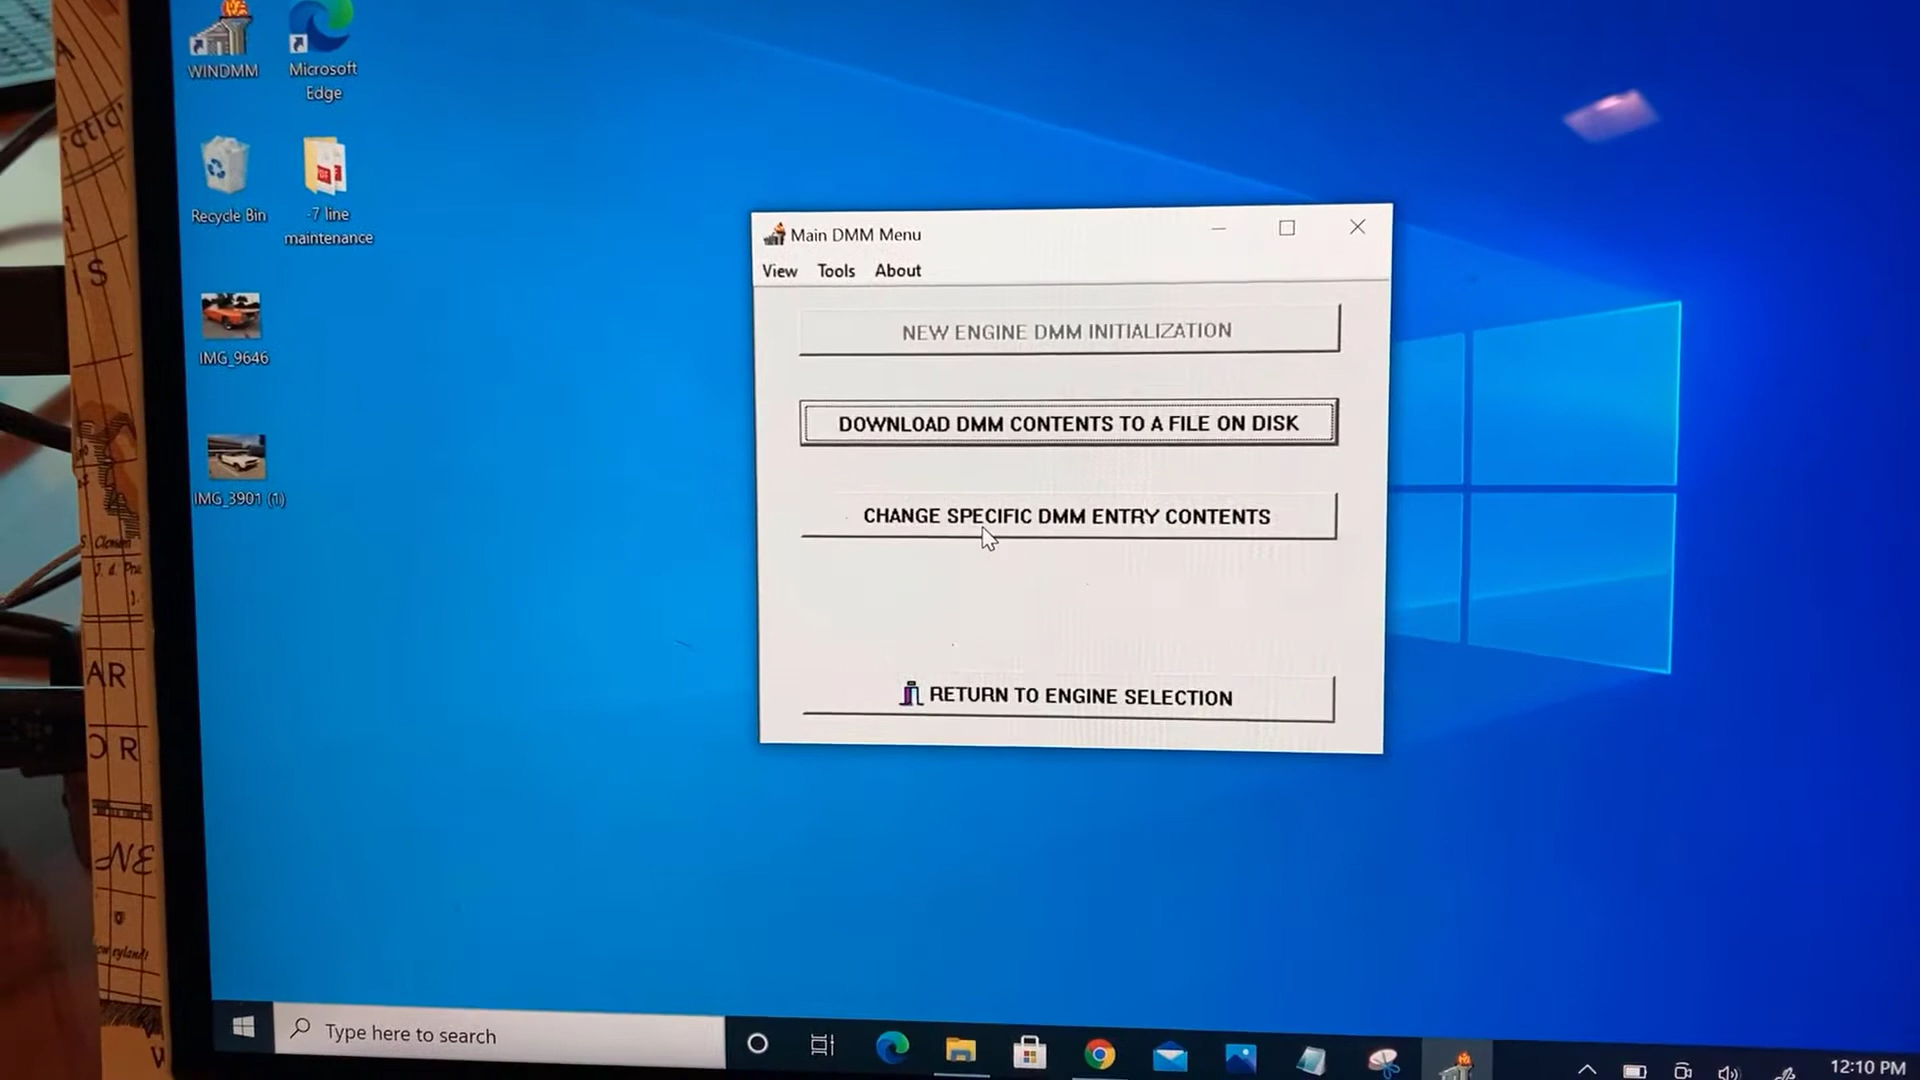 WINDMM
Microsoft
Edge
Recycle Bin
-7 line
maintenance
IMG_9646
IMG_3901 (1)
Main DMM Menu
View Tools About
NEW ENGINE DMM INITIALIZATION
DOWNLOAD DMM CONTENTS TO A FILE ON DISK
CHANGE SPECIFIC DMM ENTRY CONTENTS
RETURN TO ENGINE SELECTION
Type here to search
12:10 PM
S
AR
OR